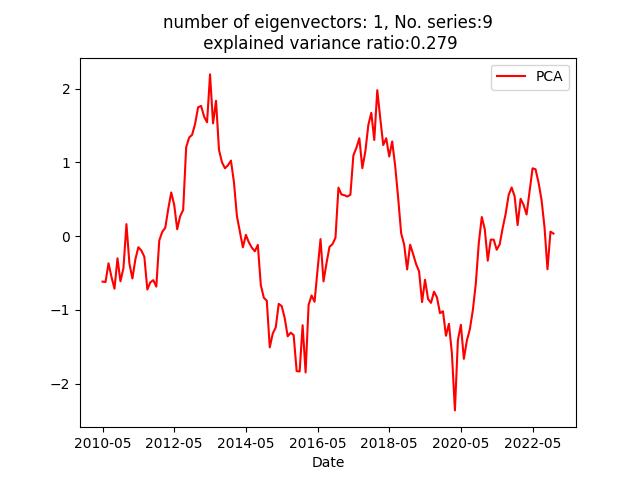 number of eigenvectors: 1, No. series:9
explained variance ratio:0.279
PCA
2
1
0
−1
−2
2010-05 2012-05 2014-05 2016-05 2018-05 2020-05 2022-05
Date